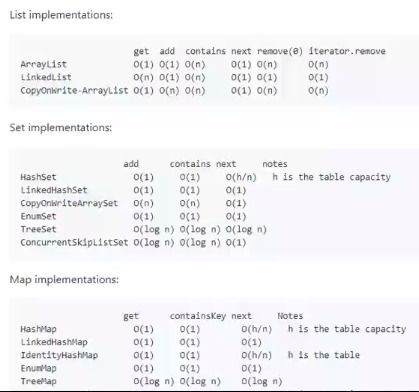 List implementations:
get add contains next remove(0) iterator.remove
ArrayList O(1) O(1) O(n) O(1) O(n) O(n)
LinkedList O(n) O(1) O(n) O(1) O(1) O(1)
CopyOnWrite-ArrayList O(1) O(n) O(n) O(1) O(n) O(n)
Set implementations:
add contains next notes
HashSet O(1) O(1) O(h/n) h is the table capacity
LinkedHashSet O(1) O(1) O(1)
CopyOnWriteArraySet O(n) O(n) O(1)
EnumSet O(1) O(1) O(1)
TreeSet O(log n) O(log n) O(log n)
ConcurrentSkipListSet O(log n) O(log n) O(1)
Map implementations:
get containsKey next Notes
HashMap O(1) O(1) O(h/n) h is the table capacity
LinkedHashMap O(1) O(1) O(1)
IdentityHashMap O(1) O(1) O(h/n) h is the table
EnumMap O(1) O(1) O(1)
TreeMap O(log n) O(log n) O(log n)